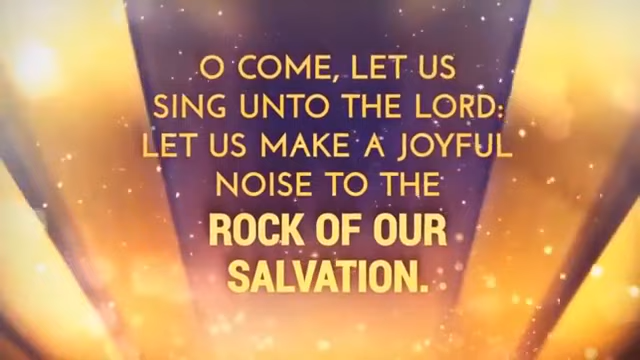 O COME, LET US
SING UNTO THE LORD:
LET US MAKE A JOYFUL
NOISE TO THE
ROCK OF OUR
SALVATION.